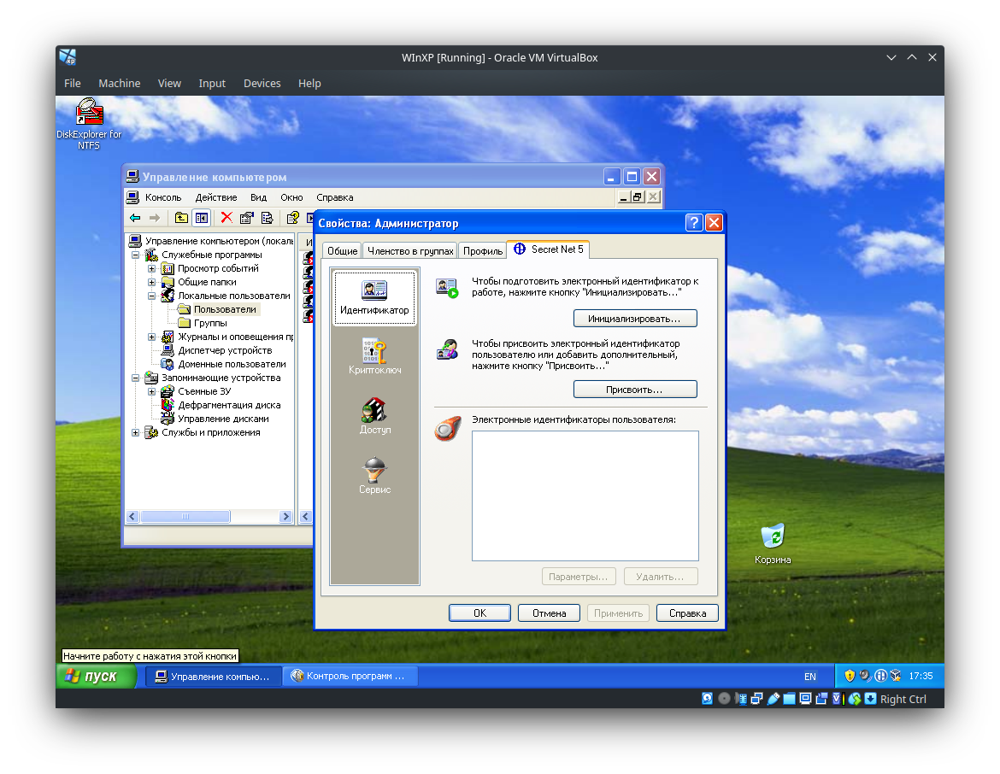 WInXP [Running] - Oracle VM VirtualBox
File Machine View Input Devices Help
DiskExplorer for
NTFS
Управление компьютером
Консоль Действие Вид Окно Справка
Управление компьютером (локаль
Служебные программы
Просмотр событий
Общие папки
Локальные пользователи
Пользователи
Группы
Журналы и оповещения пр
Диспетчер устройств
Доменные пользователи
Запоминающие устройства
Съемные ЗУ
Дефрагментация диска
Управление дисками
Службы и приложения
Свойства: Администратор
Общие Членство в группах Профиль Secret Net 5
Идентификатор
Криптоключ
Доступ
Сервис
Чтобы подготовить электронный идентификатор к
работе, нажмите кнопку "Инициализировать..."
Инициализировать...
Чтобы присвоить электронный идентификатор
пользователю или добавить дополнительный,
нажмите кнопку "Присвоить..."
Присвоить...
Электронные идентификаторы пользователя:
Параметры... Удалить...
OK Отмена Применить Справка
Корзина
Начните работу с нажатия этой кнопки
пуск Управление компью... Контроль программ ... EN 17:35
Right Ctrl